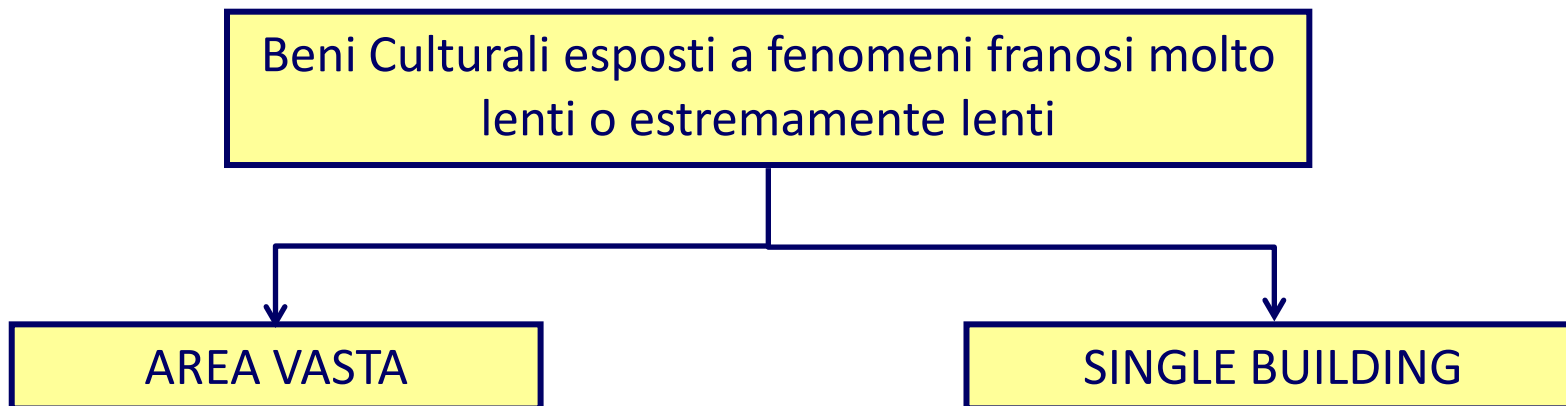 Beni Culturali esposti a fenomeni franosi molto
lenti o estremamente lenti
AREA VASTA
SINGLE BUILDING